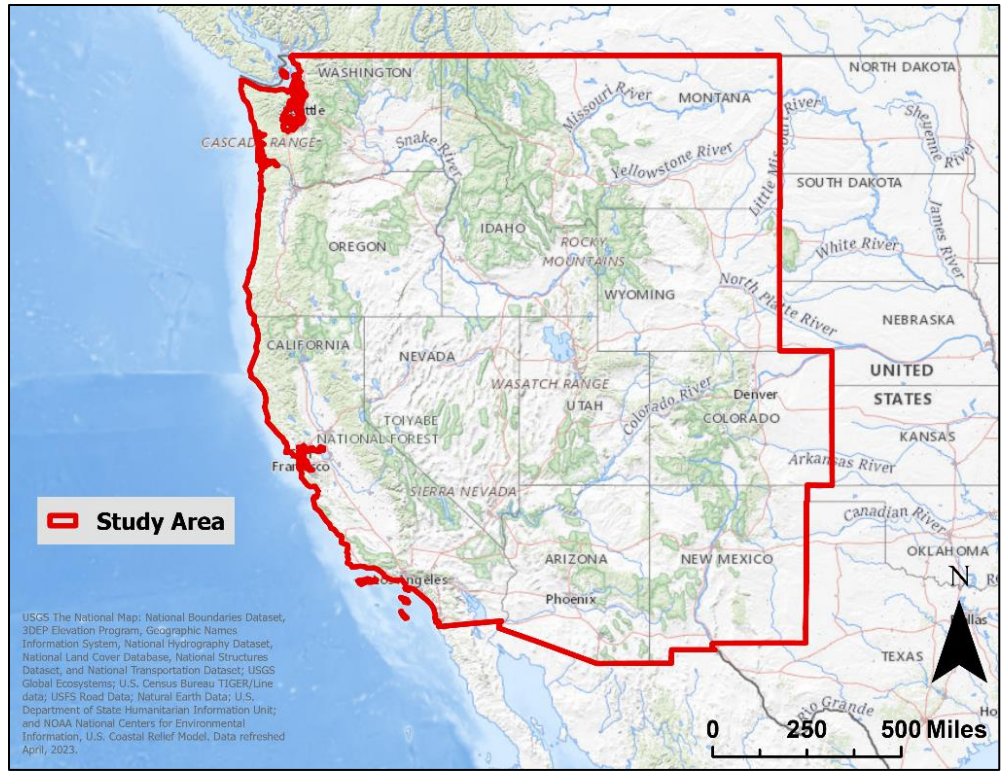 NORTH DAKOTA
WASHINGTON
Missouri River
MONTANA
River
Little Mis
Sheyenne
River
CASCADE RANGE
Snake
River
Yellowstone River
SOUTH DAKOTA
James River
IDAHO
OREGON
ROCKY
MOUNTAINS
White River
WYOMING
North Platte River
NEBRASKA
CALIFORNIA
NEVADA
WASATCH RANGE
UTAH
Colorado River
Denver
COLORADO
UNITED
STATES
TOIYABE
NATIONAL FOREST
KANSAS
Arkansas River
SIERRA NEVADA
Study Area
Canadian River
OKLAHOMA
ARIZONA
NEW MEXICO
N
Los Angeles
Phoenix
TEXAS
USGS The National Map: National Boundaries Dataset,
3DEP Elevation Program, Geographic Names
Information System, National Hydrography Dataset,
National Land Cover Database, National Structures
Dataset, and National Transportation Dataset; USGS
Global Ecosystems; U.S. Census Bureau TIGER/Line
data; USFS Road Data; Natural Earth Data; U.S.
Department of State Humanitarian Information Unit;
and NOAA National Centers for Environmental
Information, U.S. Coastal Relief Model. Data refreshed
April, 2023.
Rio Grande
0 250 500 Miles